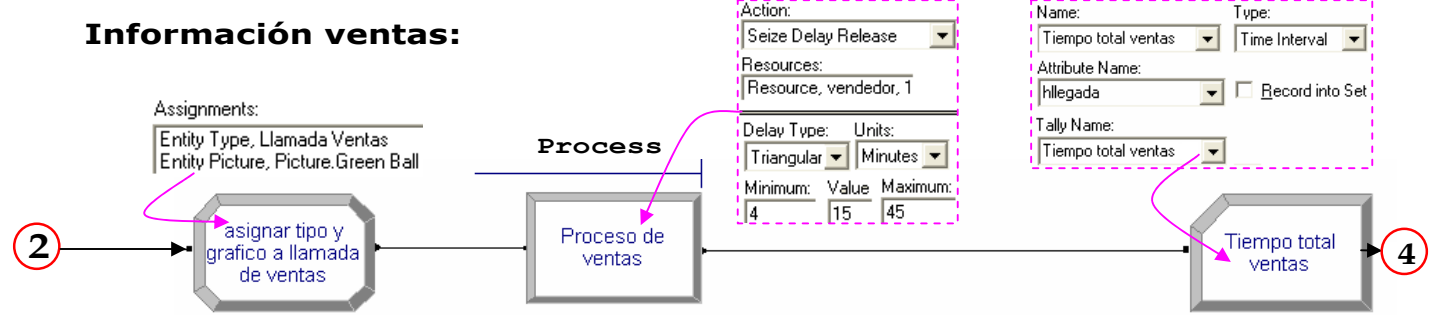 Información ventas:
Assignments:
Entity Type, Llamada Ventas
Entity Picture, Picture.Green Ball
Process
Action:
Seize Delay Release
Resources:
Resource, vendedor, 1
Delay Type: Units:
Triangular Minutes
Minimum: Value Maximum:
4 15 45
Name: Type:
Tiempo total ventas Time Interval
Attribute Name:
hllegada Record into Set
Tally Name:
Tiempo total ventas
2
asignar tipo y
grafico a llamada
de ventas
Proceso de
ventas
Tiempo total
ventas
4